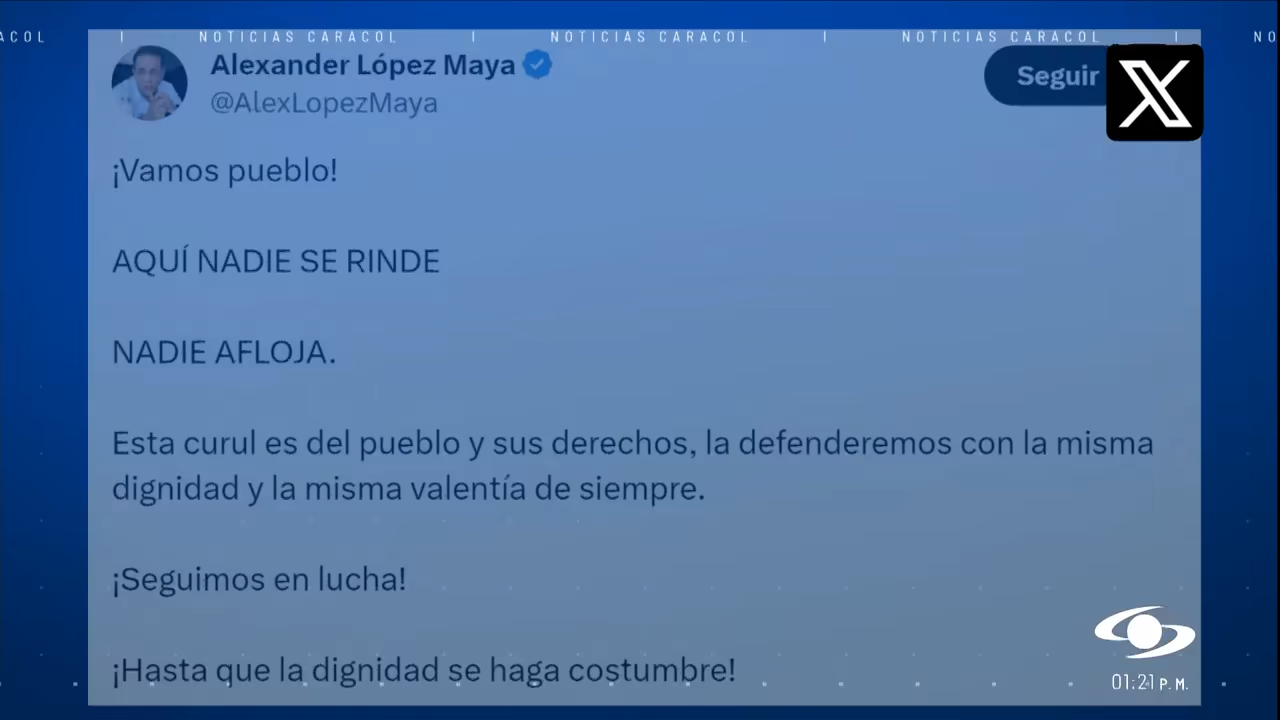 ACOL | NOTICIAS CARACOL | NOTICIAS CARACOL | NOTICIAS CARACOL | NO
Alexander López Maya
@AlexLopezMaya
Seguir
¡Vamos pueblo!
AQUÍ NADIE SE RINDE
NADIE AFLOJA.
Esta curul es del pueblo y sus derechos, la defenderemos con la misma
dignidad y la misma valentía de siempre.
¡Seguimos en lucha!
¡Hasta que la dignidad se haga costumbre!
01:21 P.M.